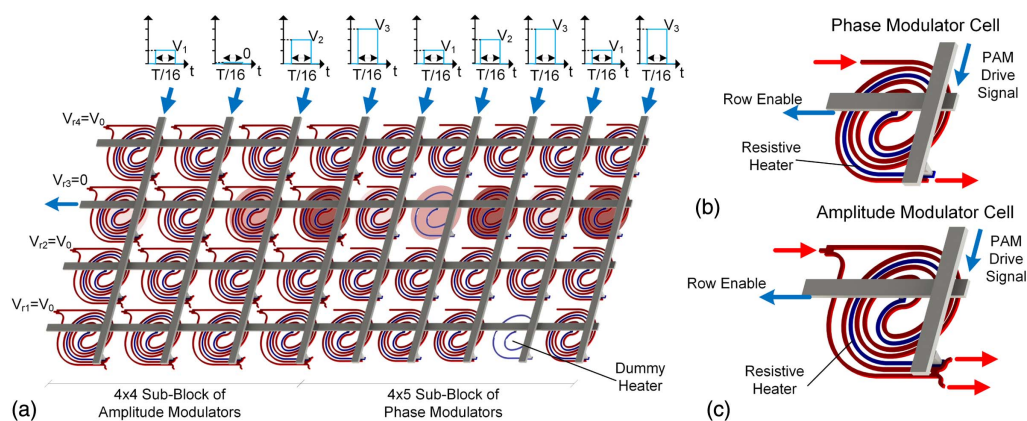 V₁ 0 V₂ V₃ V₁ V₂ V₃ V₁ V₃
T/16 t T/16 t T/16 t T/16 t T/16 t T/16 t T/16 t T/16 t T/16 t
Vr4=V₀
Vr3=0
Vr2=V₀
Vr1=V₀
Dummy
Heater
4x4 Sub-Block of
Amplitude Modulators
4x5 Sub-Block of
Phase Modulators
(a)
Phase Modulator Cell
PAM
Drive
Signal
Row Enable
Resistive
Heater
(b)
Amplitude Modulator Cell
PAM
Drive
Signal
Row Enable
Resistive
Heater
(c)